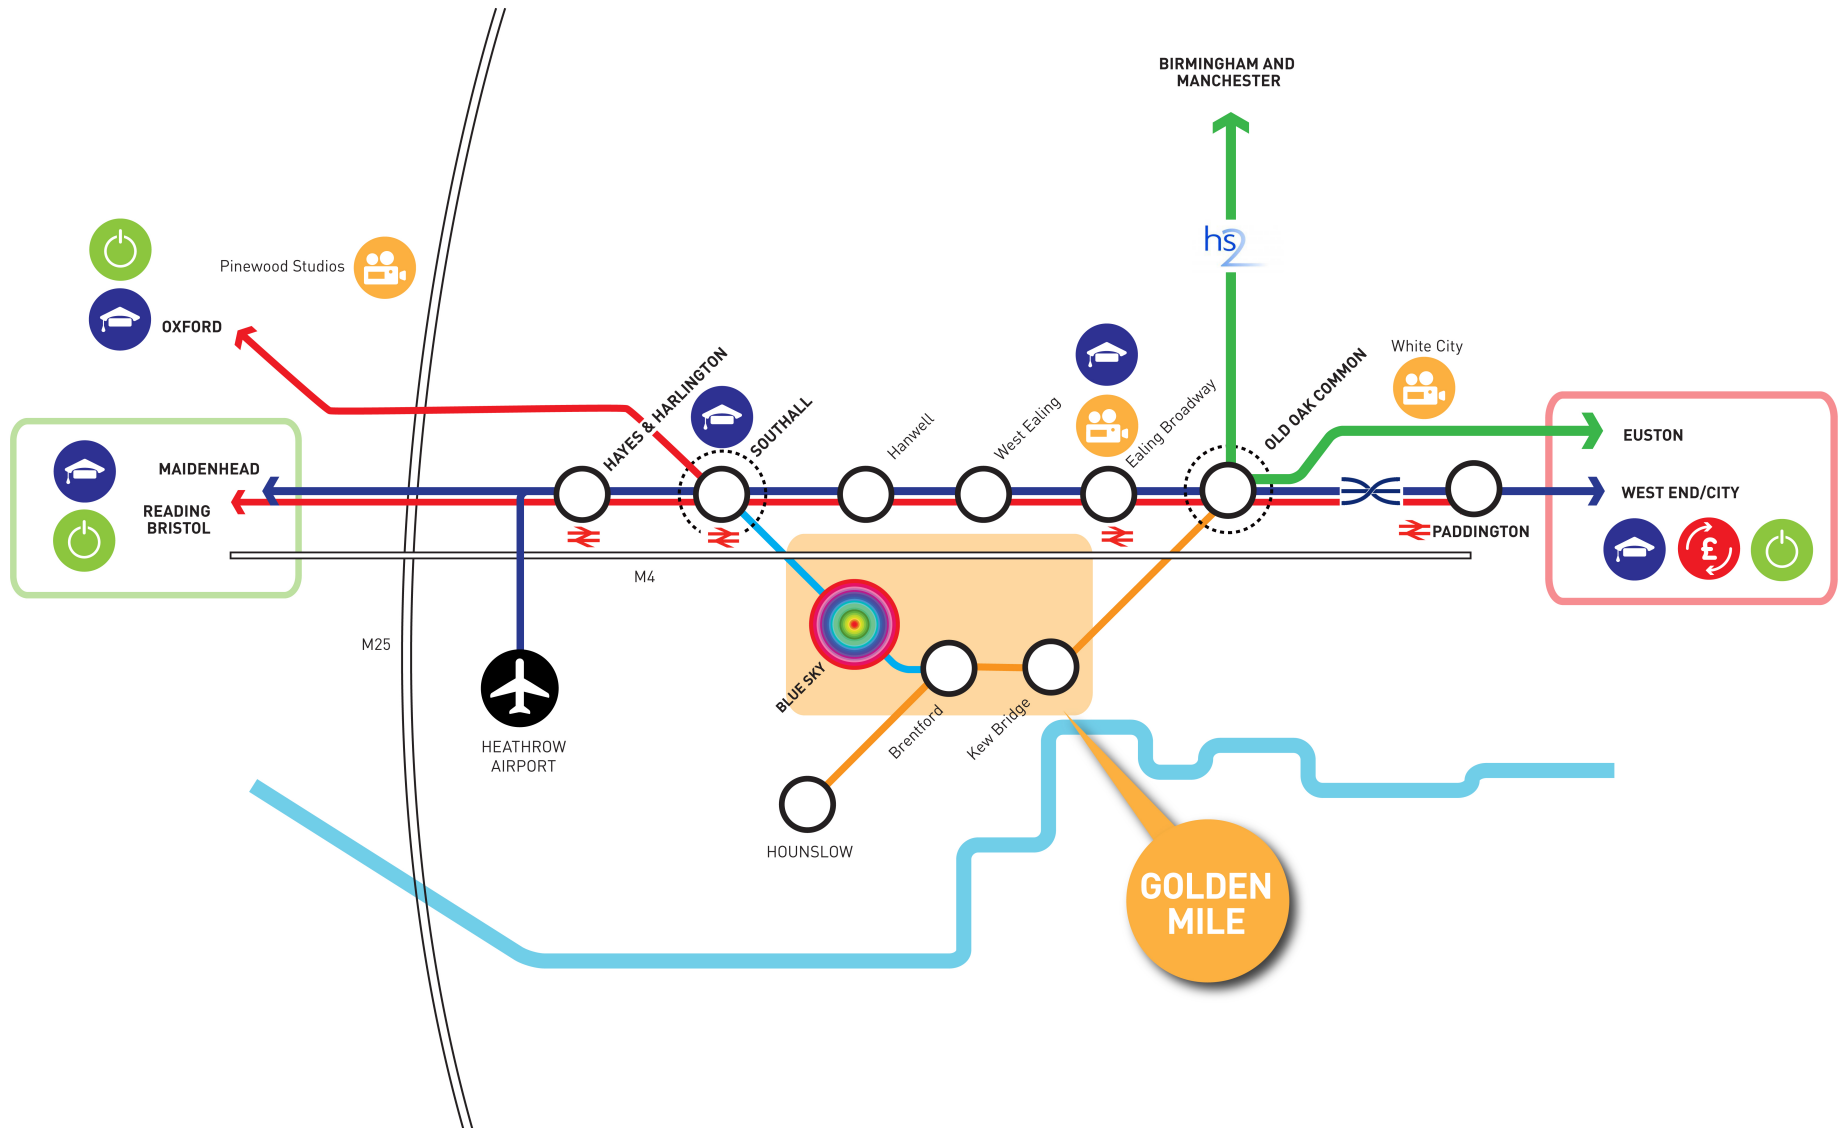 BIRMINGHAM AND
MANCHESTER
hs2
Pinewood Studios
OXFORD
White City
HAYES & HARLINGTON
SOUTHALL
Hanwell
West Ealing
Ealing Broadway
OLD OAK COMMON
EUSTON
MAIDENHEAD
READING
BRISTOL
WEST END/CITY
PADDINGTON
£
M4
M25
BLUE SKY
Brentford
Kew Bridge
HEATHROW
AIRPORT
HOUNSLOW
GOLDEN
MILE